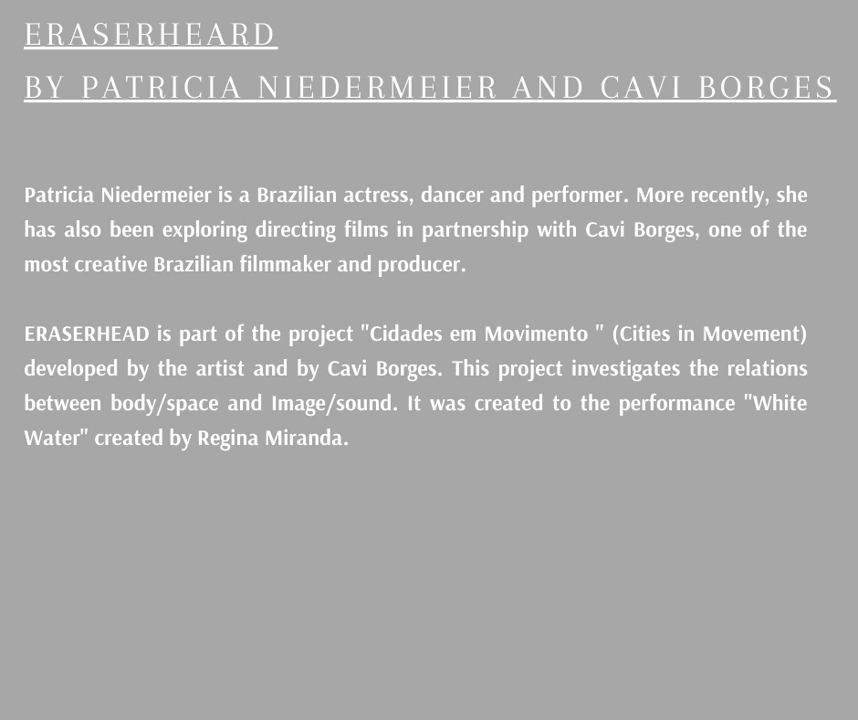 ERASERHEARD
BY PATRICIA NIEDERMEIER AND CAVI BORGES
Patricia Niedermeier is a Brazilian actress, dancer and performer. More recently, she
has also been exploring directing films in partnership with Cavi Borges, one of the
most creative Brazilian filmmaker and producer.
ERASERHEAD is part of the project "Cidades em Movimento " (Cities in Movement)
developed by the artist and by Cavi Borges. This project investigates the relations
between body/space and Image/sound. It was created to the performance "White
Water" created by Regina Miranda.